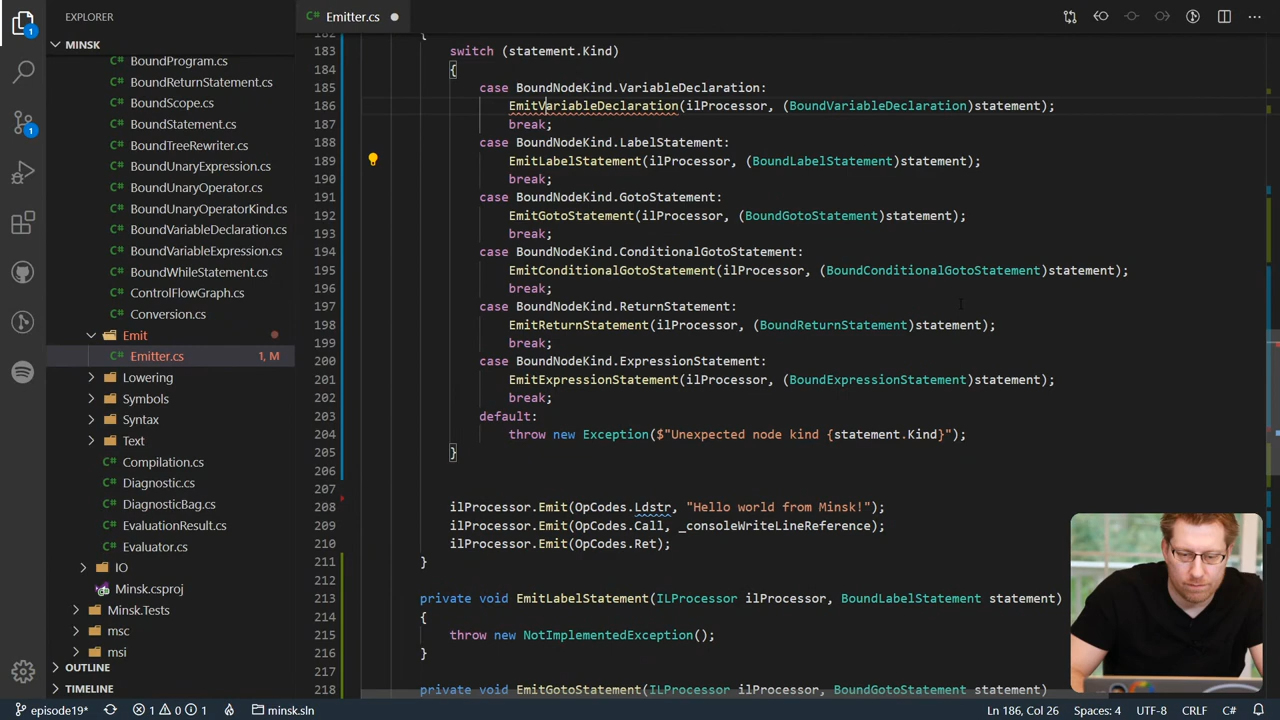 EXPLORER
MINSK
BoundProgram.cs
BoundReturnStatement.cs
BoundScope.cs
BoundStatement.cs
BoundTreeRewriter.cs
BoundUnaryExpression.cs
BoundUnaryOperator.cs
BoundUnaryOperatorKind.cs
BoundVariableDeclaration.cs
BoundVariableExpression.cs
BoundWhileStatement.cs
ControlFlowGraph.cs
Conversion.cs
Emit
Emitter.cs 1, M
Lowering
Symbols
Syntax
Text
Compilation.cs
Diagnostic.cs
DiagnosticBag.cs
EvaluationResult.cs
Evaluator.cs
IO
Minsk.csproj
Minsk.Tests
msc
msi
OUTLINE
TIMELINE
1
1
Emitter.cs
182 {
183 switch (statement.Kind)
184 {
185 case BoundNodeKind.VariableDeclaration:
186 EmitVariableDeclaration(ilProcessor, (BoundVariableDeclaration)statement);
187 break;
188 case BoundNodeKind.LabelStatement:
189 EmitLabelStatement(ilProcessor, (BoundLabelStatement)statement);
190 break;
191 case BoundNodeKind.GotoStatement:
192 EmitGotoStatement(ilProcessor, (BoundGotoStatement)statement);
193 break;
194 case BoundNodeKind.ConditionalGotoStatement:
195 EmitConditionalGotoStatement(ilProcessor, (BoundConditionalGotoStatement)statement);
196 break;
197 case BoundNodeKind.ReturnStatement:
198 EmitReturnStatement(ilProcessor, (BoundReturnStatement)statement);
199 break;
200 case BoundNodeKind.ExpressionStatement:
201 EmitExpressionStatement(ilProcessor, (BoundExpressionStatement)statement);
202 break;
203 default:
204 throw new Exception($"Unexpected node kind {statement.Kind}");
205 }
206
207
208 ilProcessor.Emit(OpCodes.Ldstr, "Hello world from Minsk!");
209 ilProcessor.Emit(OpCodes.Call, _consoleWriteLineReference);
210 ilProcessor.Emit(OpCodes.Ret);
211 }
212
213 private void EmitLabelStatement(ILProcessor ilProcessor, BoundLabelStatement statement)
214 {
215 throw new NotImplementedException();
216 }
217
218 private void EmitGotoStatement(ILProcessor ilProcessor, BoundGotoStatement statement)
episode19* 1 0 1 minsk.sln Ln 186, Col 26 Spaces: 4 UTF-8 CRLF C#